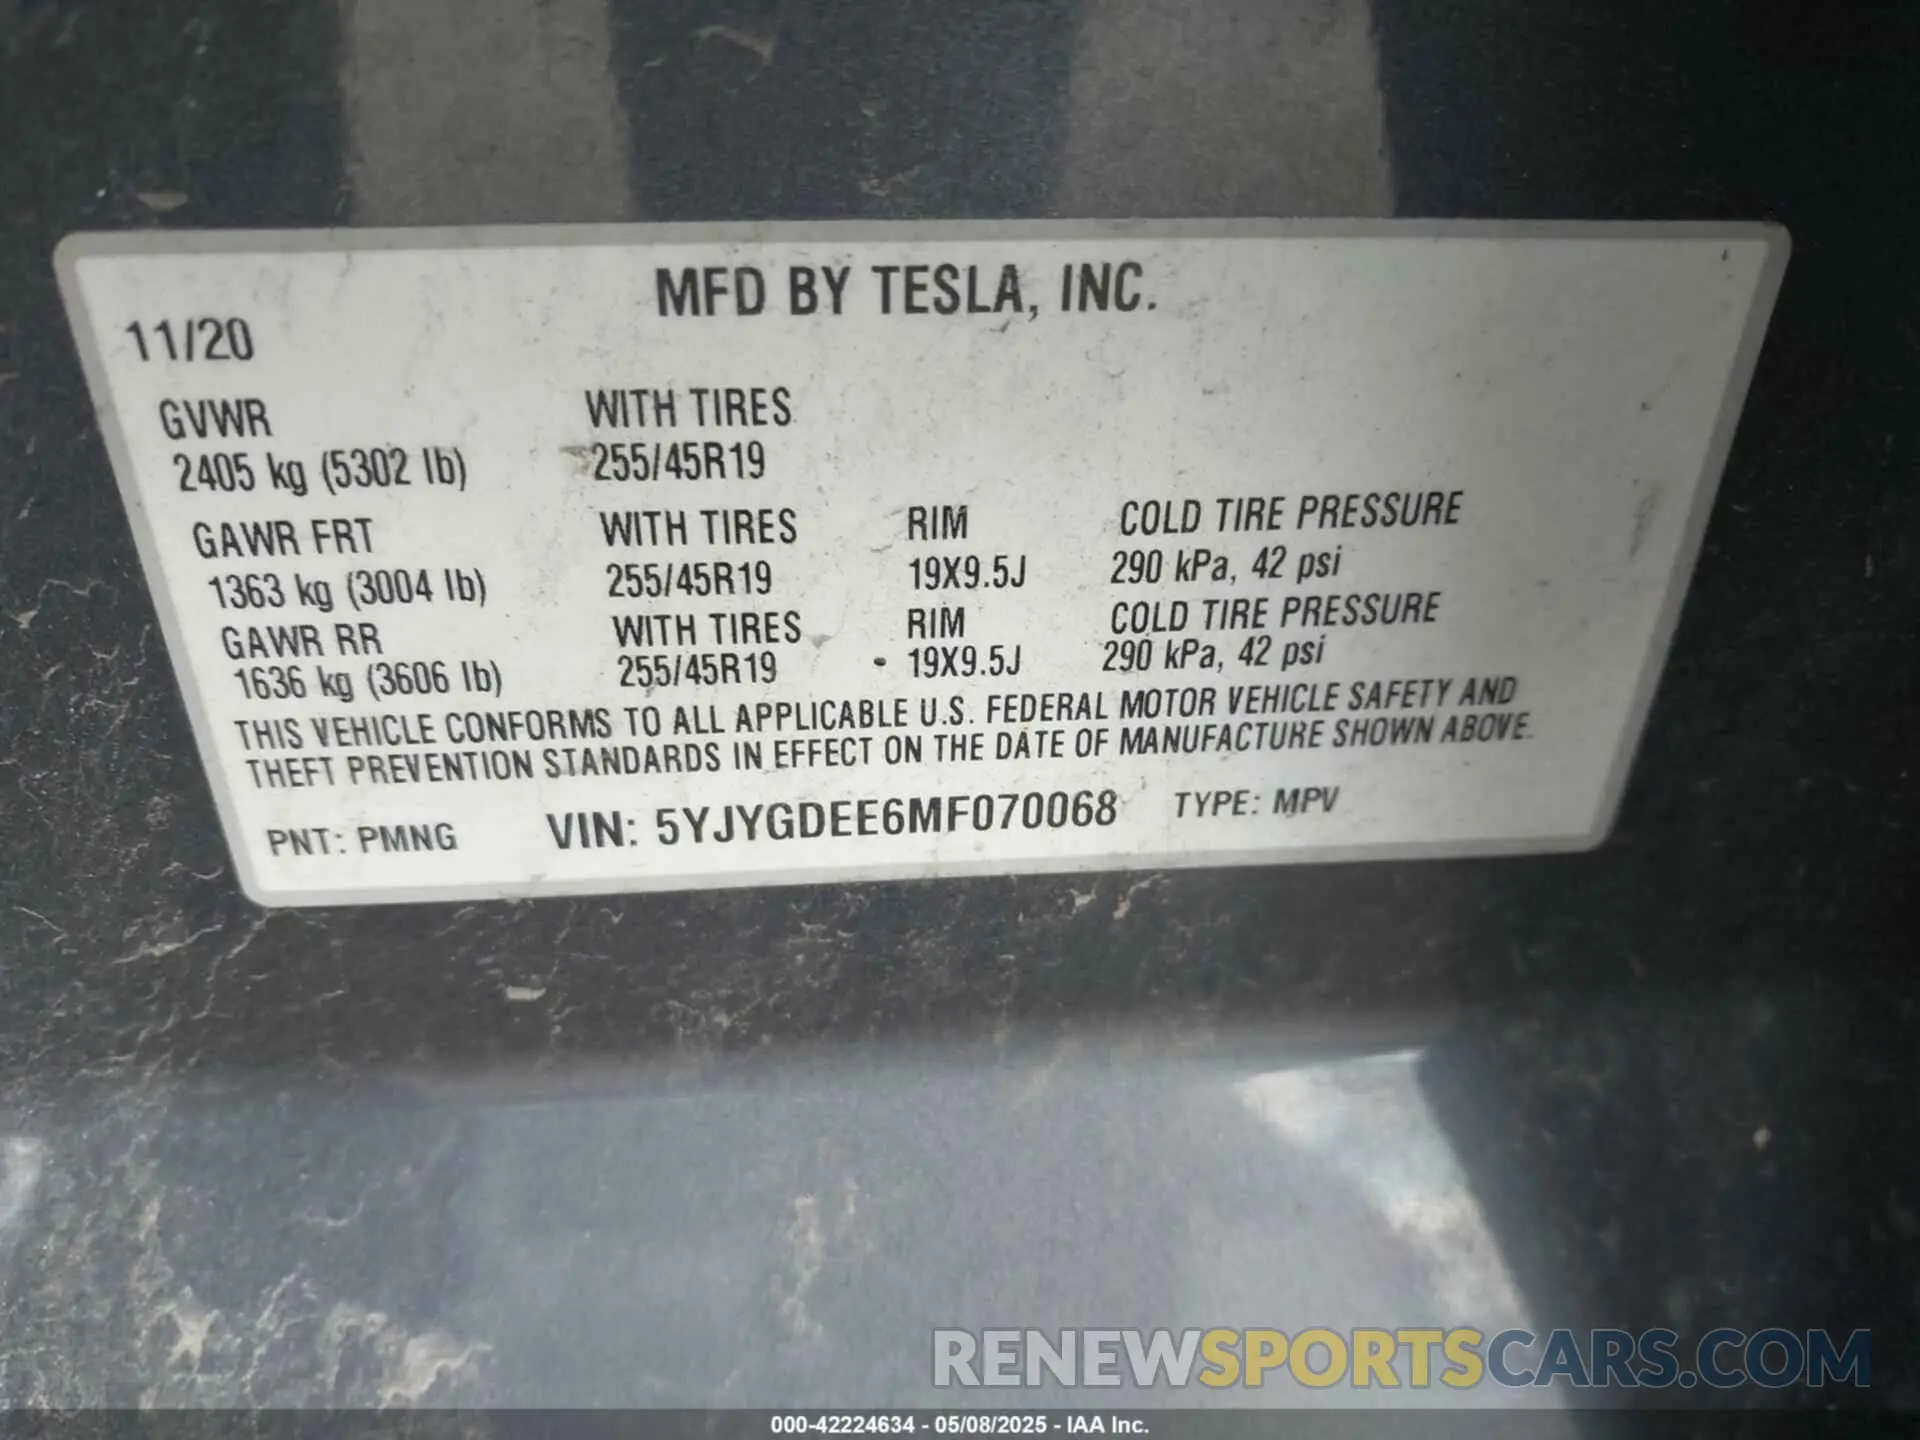 MFD BY TESLA, INC.
11/20
GVWR WITH TIRES
2405 kg (5302 lb) 255/45R19
GAWR FRT WITH TIRES RIM COLD TIRE PRESSURE
1363 kg (3004 lb) 255/45R19 19X9.5J 290 kPa, 42 psi
GAWR RR WITH TIRES RIM COLD TIRE PRESSURE
1636 kg (3606 lb) 255/45R19 19X9.5J 290 kPa, 42 psi
THIS VEHICLE CONFORMS TO ALL APPLICABLE U.S. FEDERAL MOTOR VEHICLE SAFETY AND
THEFT PREVENTION STANDARDS IN EFFECT ON THE DATE OF MANUFACTURE SHOWN ABOVE.
PNT: PMNG VIN: 5YJYGDEE6MF070068 TYPE: MPV
RENEWSPORTSCARS.COM
000-42224634 - 05/08/2025 - IAA Inc.